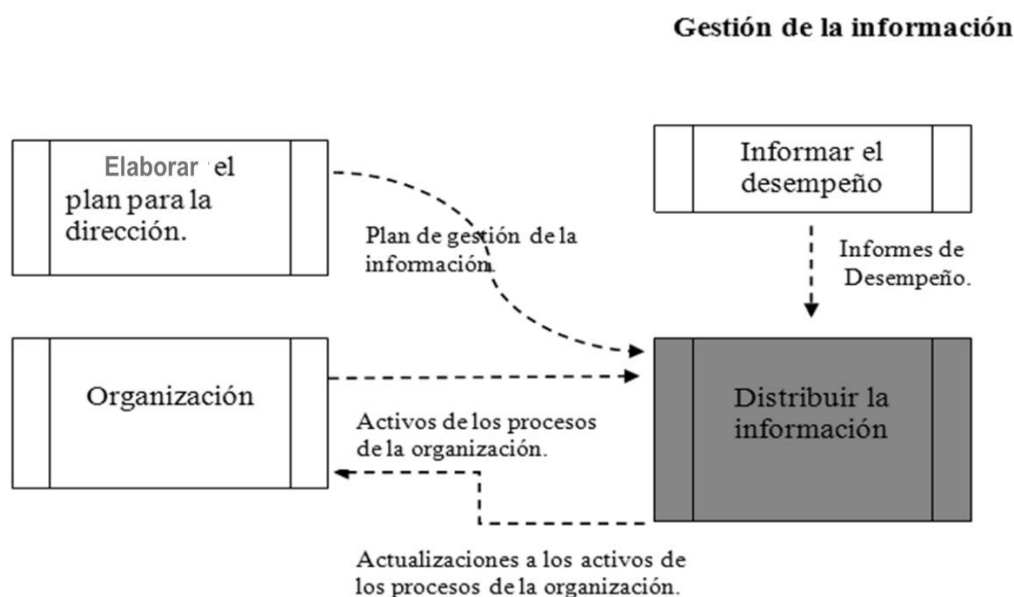 Gestión de la información
Elaborar el
plan para la
dirección.
Informar el
desempeño
Plan de gestión de la
información.
Informes de
Desempeño.
Organización
Distribuir la
información
Activos de los procesos
de la organización.
Actualizaciones a los activos de
los procesos de la organización.